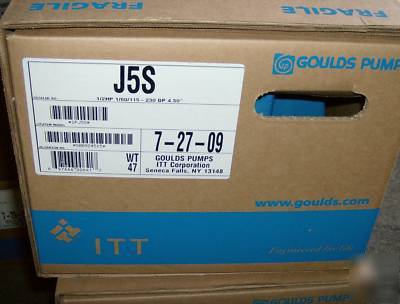 FRAGILE
FRAGILE
J5S
1/2HP 1/60/115-230 DP 4.50"
7-27-09
WT
47
GOULDS PUMPS
ITT Corporation
Seneca Falls, NY 13148
GOULDS PUMPS
www.goulds.com
ITT
Engineered for life